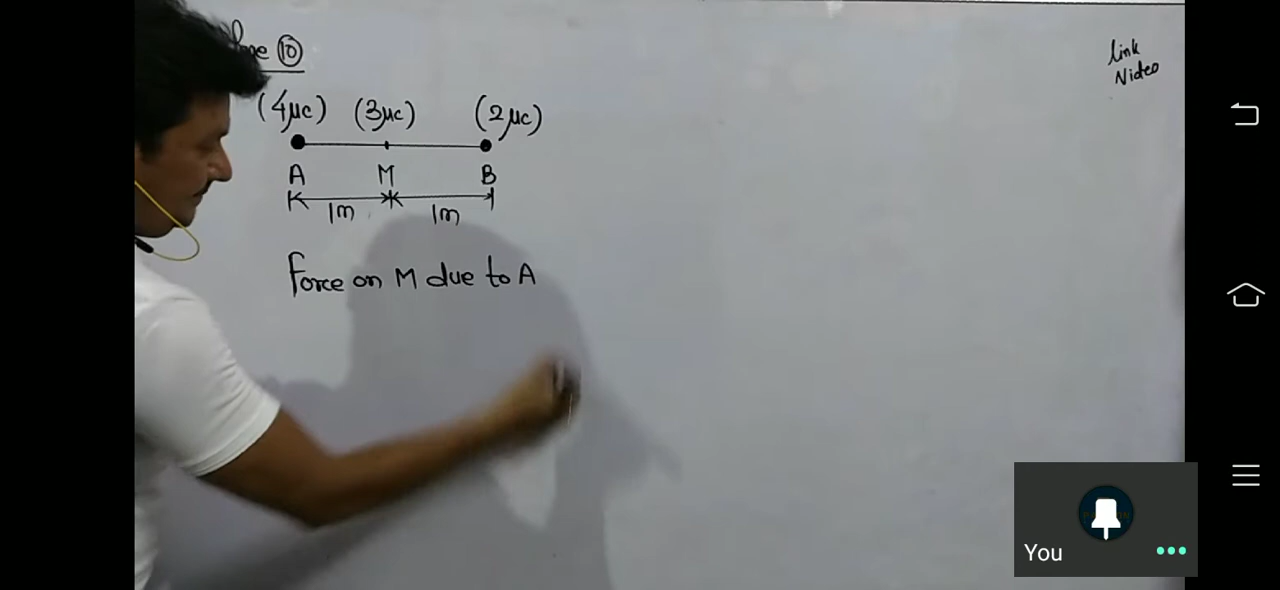 ⑩
(4μc) (3μc) (2μc)
A M B
1m 1m
Force on M due to A
Link
Video
You